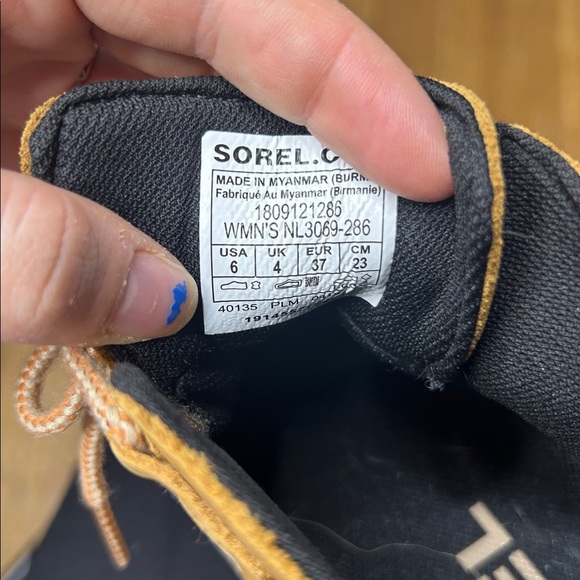 SOREL.C
MADE IN MYANMAR (BURM
Fabriqué Au Myanmar (Birmanie)
1809121286
WMN'S NL3069-286
USA UK EUR CM
6 4 37 23
40135 PLM
EL